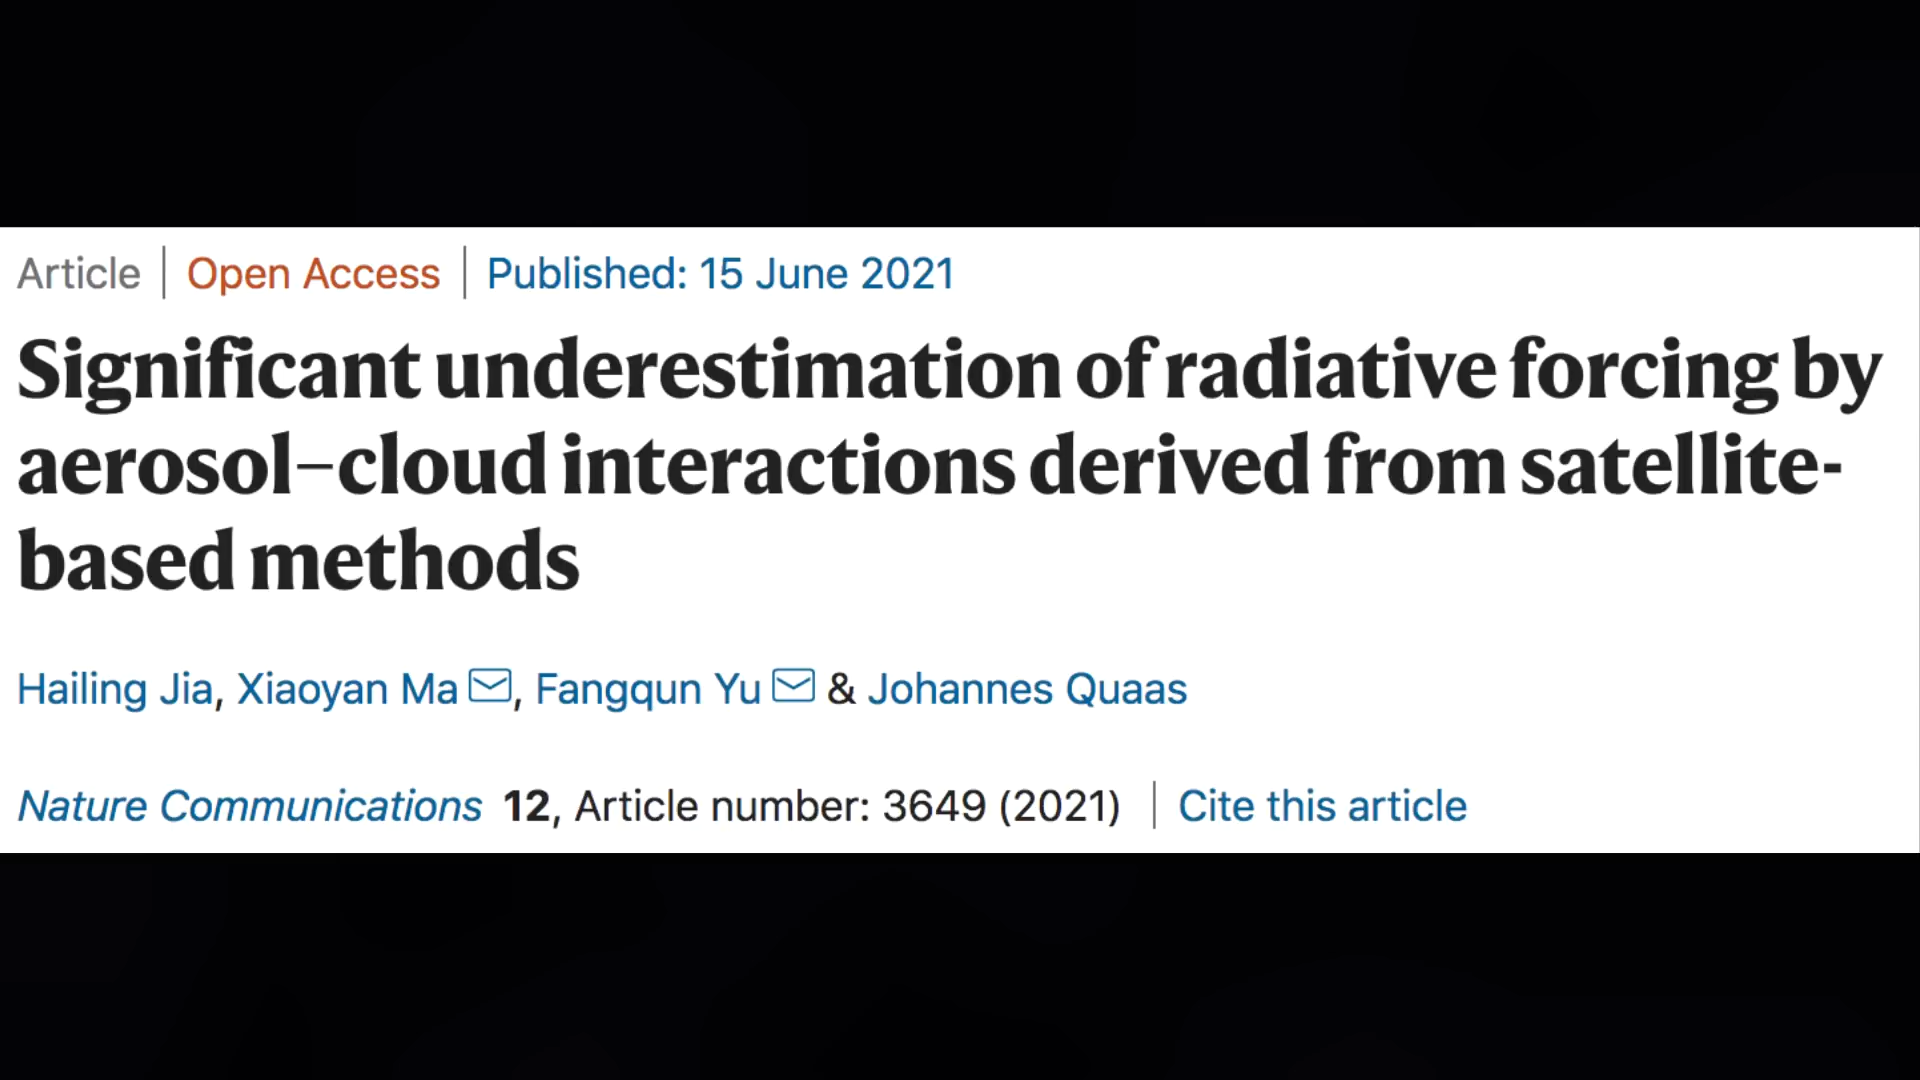 Article | Open Access | Published: 15 June 2021
Significant underestimation of radiative forcing by
aerosol–cloud interactions derived from satellite-
based methods
Hailing Jia, Xiaoyan Ma, Fangqun Yu & Johannes Quaas
Nature Communications 12, Article number: 3649 (2021) | Cite this article